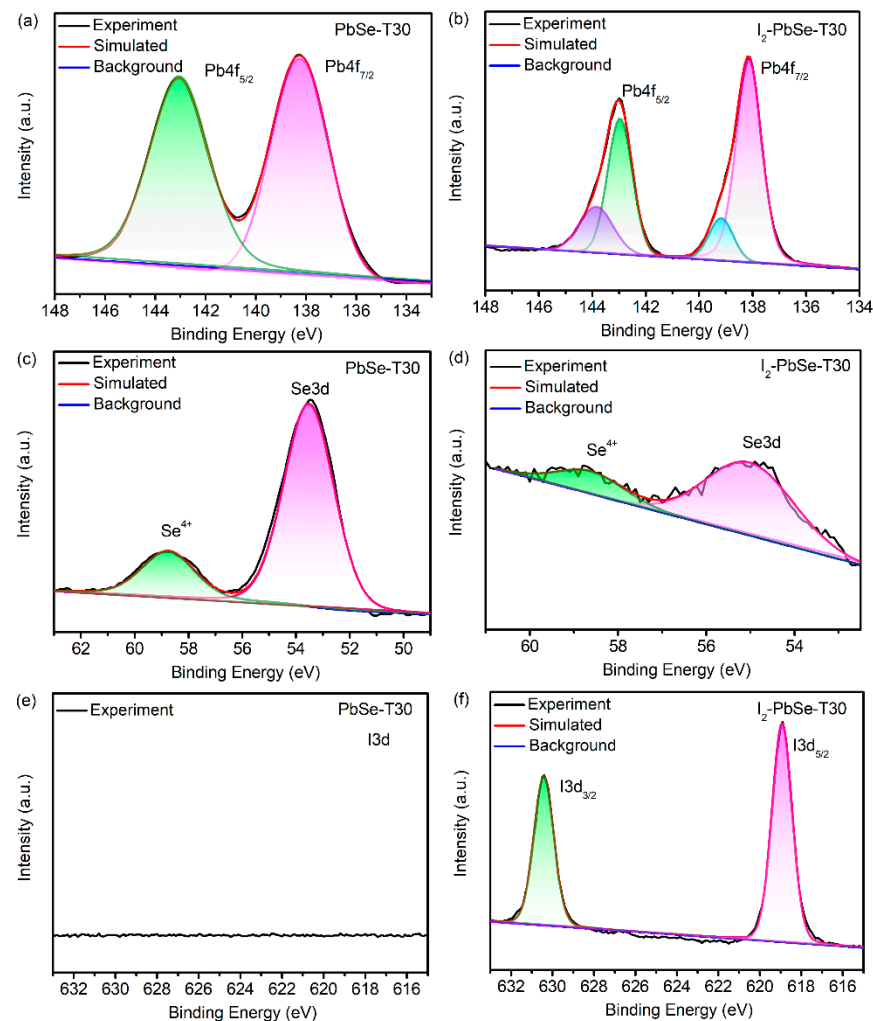 (a)
Experiment
PbSe-T30
Simulated
Background
Pb4f5/2
Pb4f7/2
Intensity (a.u.)
148 146 144 142 140 138 136 134
Binding Energy (eV)
(b)
Experiment
I2-PbSe-T30
Simulated
Background
Pb4f5/2
Pb4f7/2
Intensity (a.u.)
148 146 144 142 140 138 136 134
Binding Energy (eV)
(c)
Experiment
PbSe-T30
Simulated
Background
Se3d
Se4+
Intensity (a.u.)
62 60 58 56 54 52 50
Binding Energy (eV)
(d)
Experiment
I2-PbSe-T30
Simulated
Background
Se4+
Se3d
Intensity (a.u.)
60 58 56 54
Binding Energy (eV)
(e)
Experiment
PbSe-T30
I3d
Intensity (a.u.)
632 630 628 626 624 622 620 618 616
Binding Energy (eV)
(f)
Experiment
I2-PbSe-T30
Simulated
Background
I3d5/2
I3d3/2
Intensity (a.u.)
632 630 628 626 624 622 620 618 616
Binding Energy (eV)